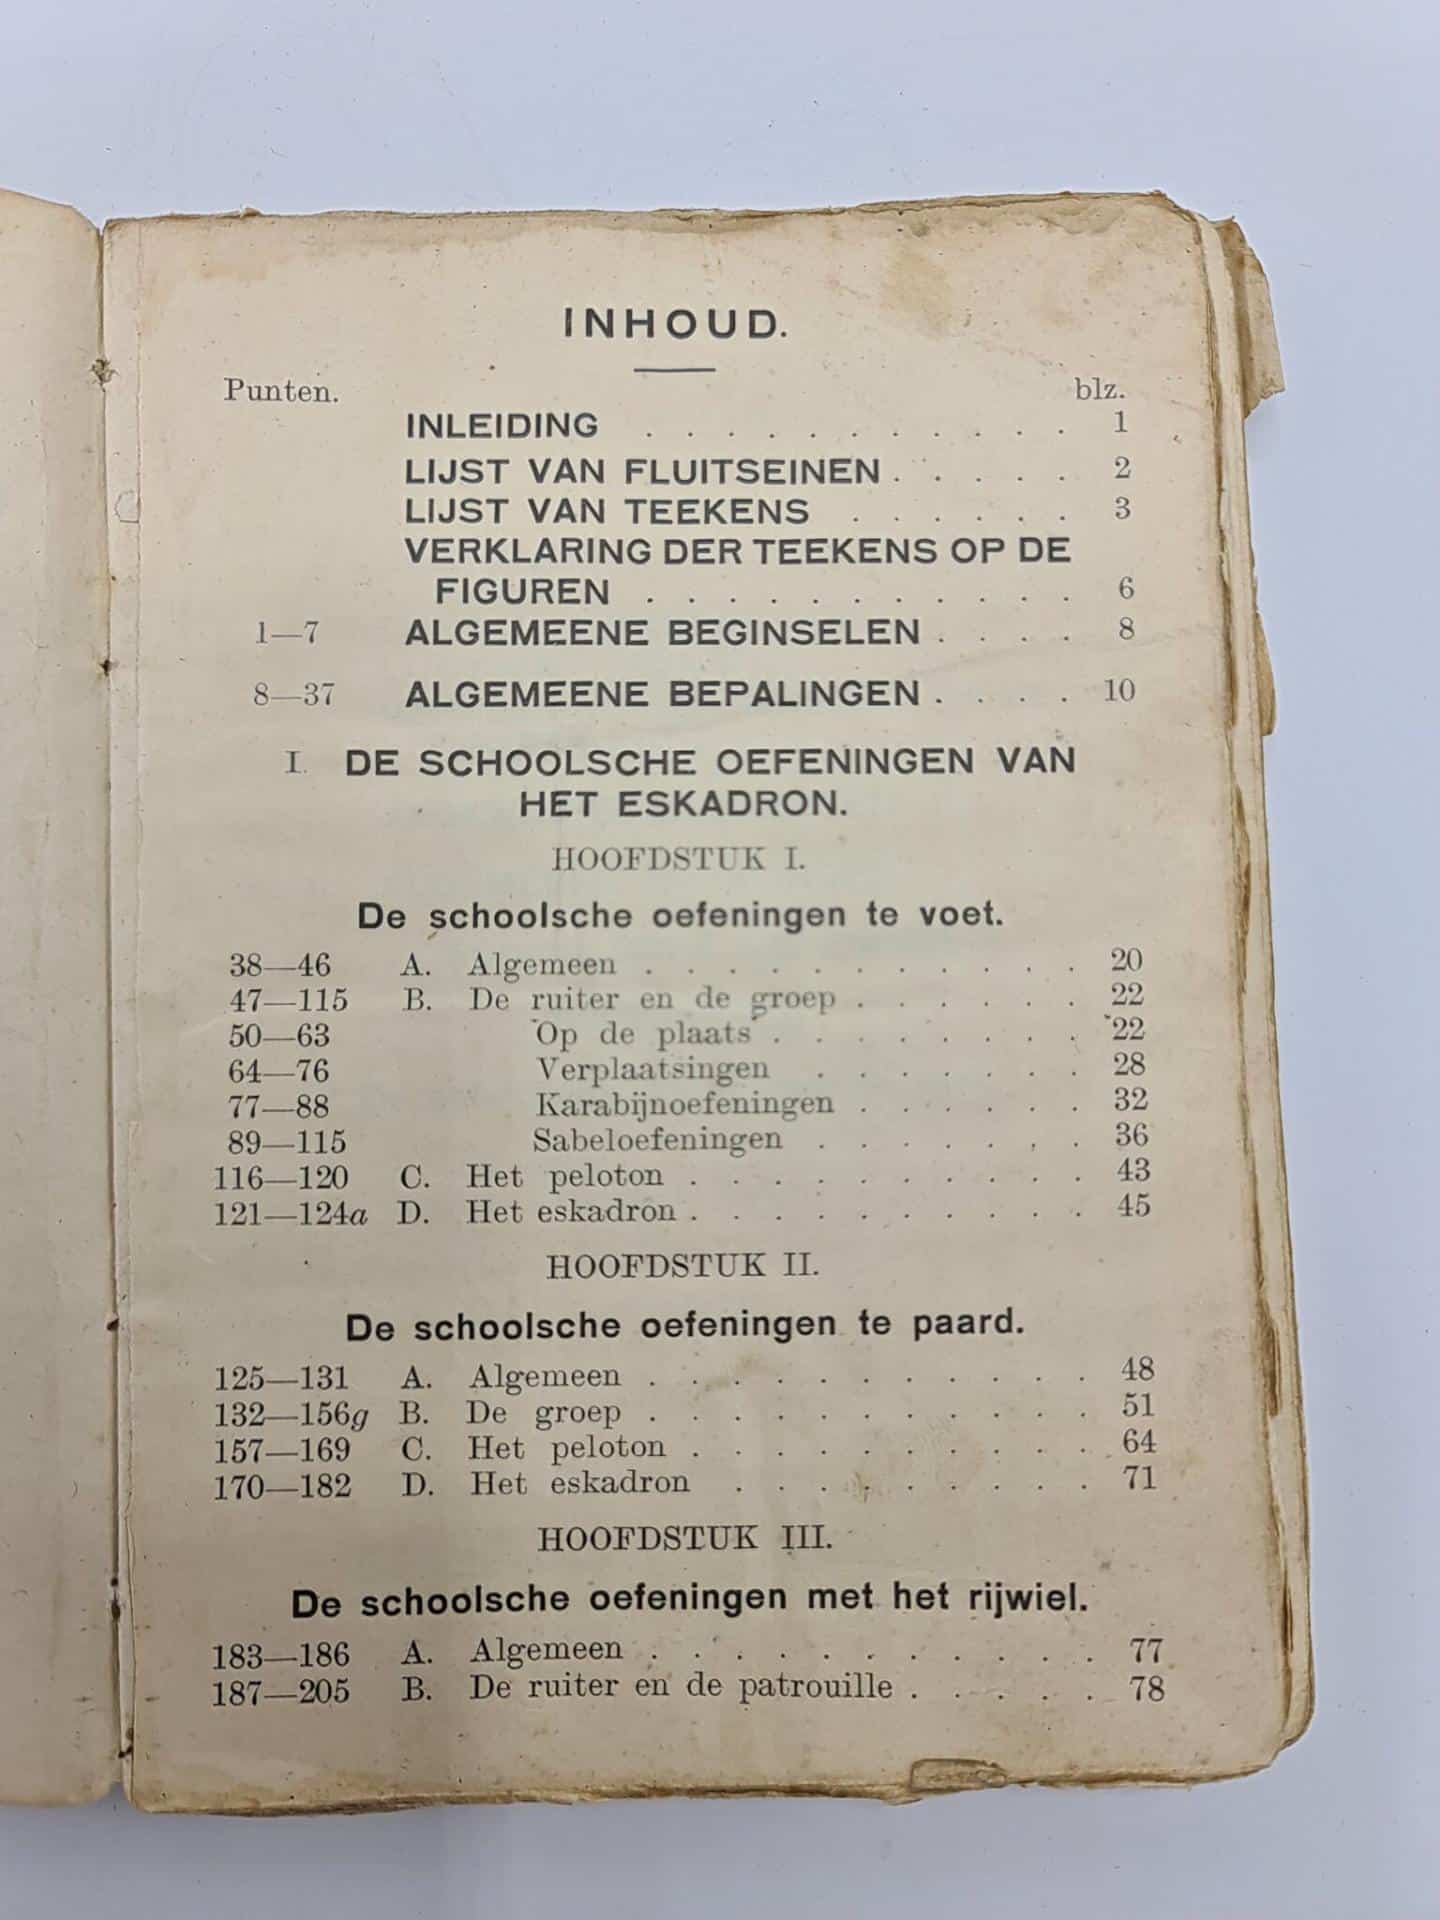 INHOUD.
Punten. blz.
INLEIDING . . . . . . . . . . . 1
LIJST VAN FLUITSEINEN . . . . . 2
LIJST VAN TEEKENS . . . . . . 3
VERKLARING DER TEEKENS OP DE
FIGUREN . . . . . . . . . . . 6
1—7 ALGEMEENE BEGINSELEN . . . . 8
8—37 ALGEMEENE BEPALINGEN . . . . 10
I. DE SCHOOLSCHE OEFENINGEN VAN
HET ESKADRON.
HOOFDSTUK I.
De schoolsche oefeningen te voet.
38—46 A. Algemeen . . . . . . . . . . . 20
47—115 B. De ruiter en de groep . . . . . . 22
50—63 Op de plaats . . . . . . . . 22
64—76 Verplaatsingen . . . . . . . 28
77—88 Karabijnoefeningen . . . . . . 32
89—115 Sabeloefeningen . . . . . . . 36
116—120 C. Het peloton . . . . . . . . . . 43
121—124a D. Het eskadron . . . . . . . . . . 45
HOOFDSTUK II.
De schoolsche oefeningen te paard.
125—131 A. Algemeen . . . . . . . . . . . 48
132—156g B. De groep . . . . . . . . . . . 51
157—169 C. Het peloton . . . . . . . . . . 64
170—182 D. Het eskadron . . . . . . . . . 71
HOOFDSTUK III.
De schoolsche oefeningen met het rijwiel.
183—186 A. Algemeen . . . . . . . . . . . 77
187—205 B. De ruiter en de patrouille . . . . . 78